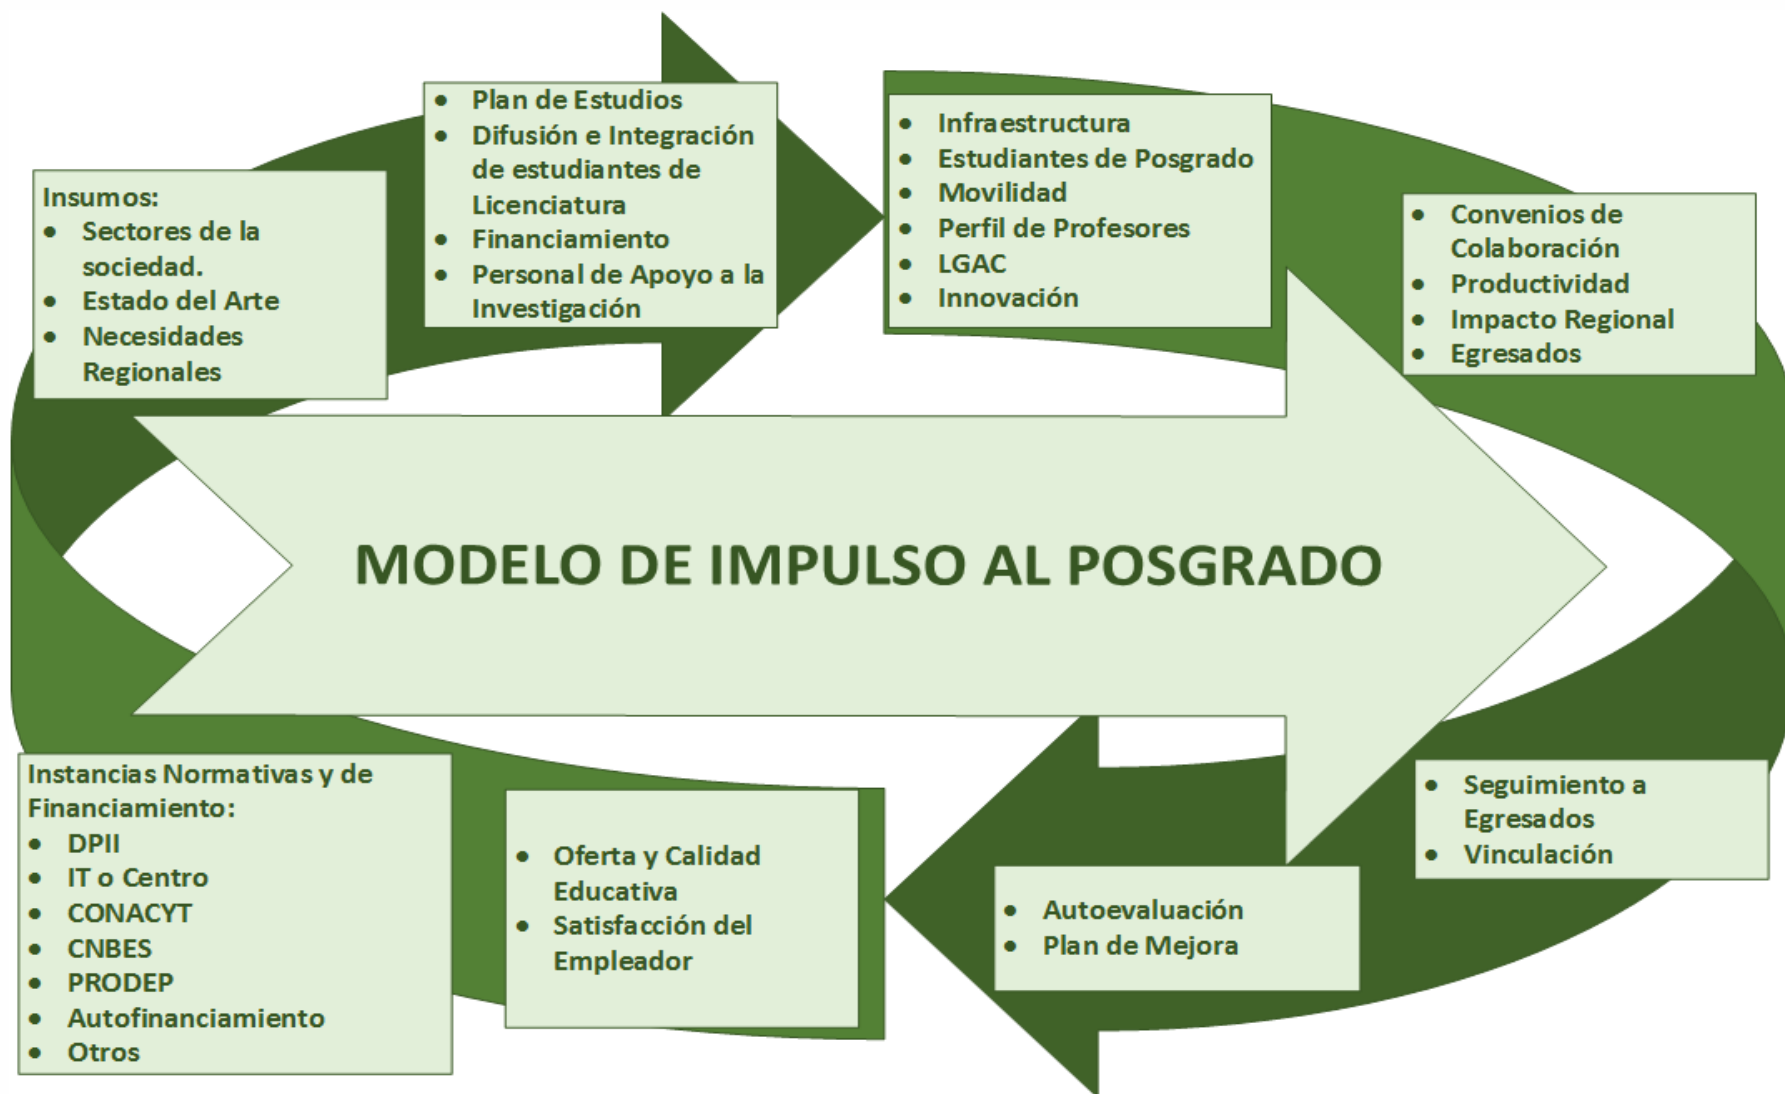 Insumos:
• Sectores de la
sociedad.
• Estado del Arte
• Necesidades
Regionales
• Plan de Estudios
• Difusión e Integración
de estudiantes de
Licenciatura
• Financiamiento
• Personal de Apoyo a la
Investigación
• Infraestructura
• Estudiantes de Posgrado
• Movilidad
• Perfil de Profesores
• LGAC
• Innovación
• Convenios de
Colaboración
• Productividad
• Impacto Regional
• Egresados
MODELO DE IMPULSO AL POSGRADO
• Seguimiento a
Egresados
• Vinculación
• Autoevaluación
• Plan de Mejora
• Oferta y Calidad
Educativa
• Satisfacción del
Empleador
Instancias Normativas y de
Financiamiento:
• DPII
• IT o Centro
• CONACYT
• CNBES
• PRODEP
• Autofinanciamiento
• Otros